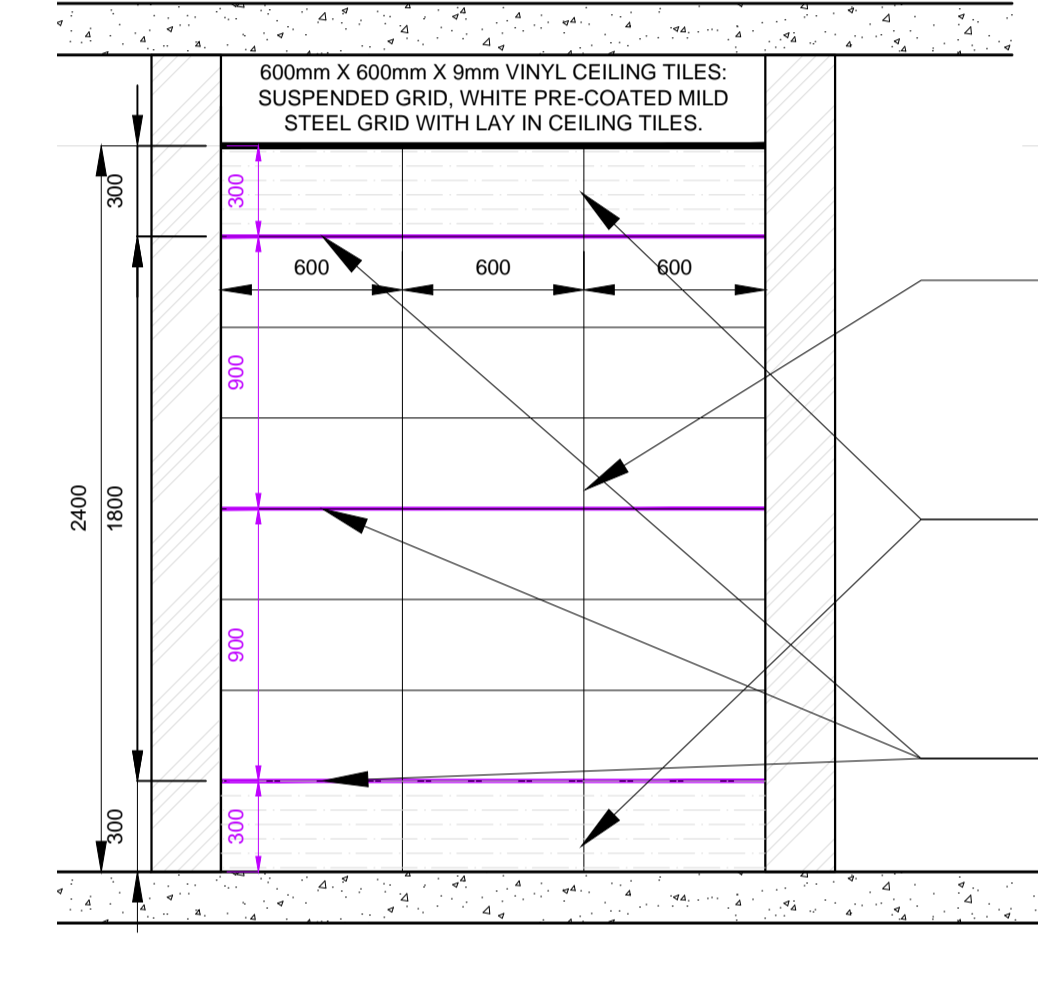 600mm X 600mm X 9mm VINYL CEILING TILES:
SUSPENDED GRID, WHITE PRE-COATED MILD
STEEL GRID WITH LAY IN CEILING TILES.
300
300
600 600 600
900
2400
1800
900
300
300